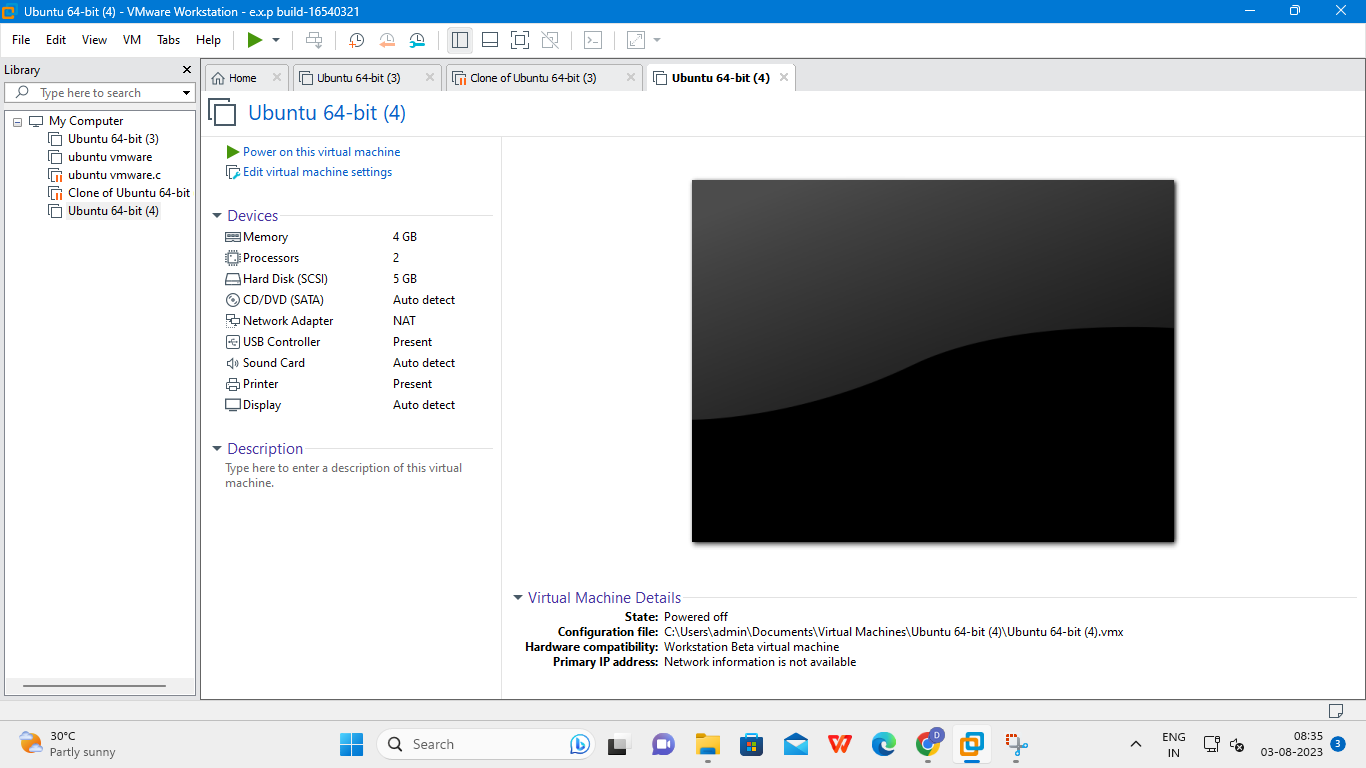 Ubuntu 64-bit (4) - VMware Workstation - e.x.p build-16540321
File Edit View VM Tabs Help
Library
Type here to search
My Computer
Ubuntu 64-bit (3)
ubuntu vmware
ubuntu vmware.c
Clone of Ubuntu 64-bit
Ubuntu 64-bit (4)
Home Ubuntu 64-bit (3) Clone of Ubuntu 64-bit (3) Ubuntu 64-bit (4)
Ubuntu 64-bit (4)
Power on this virtual machine
Edit virtual machine settings
Devices
Memory 4 GB
Processors 2
Hard Disk (SCSI) 5 GB
CD/DVD (SATA) Auto detect
Network Adapter NAT
USB Controller Present
Sound Card Auto detect
Printer Present
Display Auto detect
Description
Type here to enter a description of this virtual
machine.
Virtual Machine Details
State: Powered off
Configuration file: C:\Users\admin\Documents\Virtual Machines\Ubuntu 64-bit (4)\Ubuntu 64-bit (4).vmx
Hardware compatibility: Workstation Beta virtual machine
Primary IP address: Network information is not available
30°C
Partly sunny
Search
D
ENG
IN
08:35
03-08-2023
3